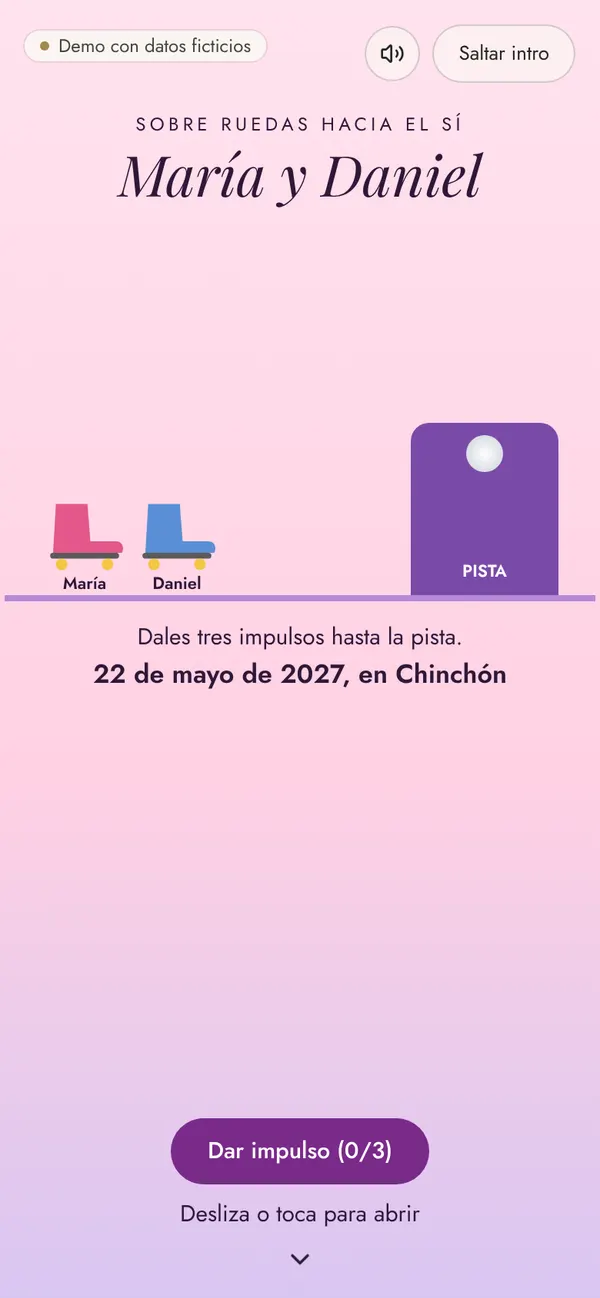 Demo con datos ficticios
Saltar intro
SOBRE RUEDAS HACIA EL SÍ
María y Daniel
PISTA
María
Daniel
Dales tres impulsos hasta la pista.
22 de mayo de 2027, en Chinchón
Dar impulso (0/3)
Desliza o toca para abrir